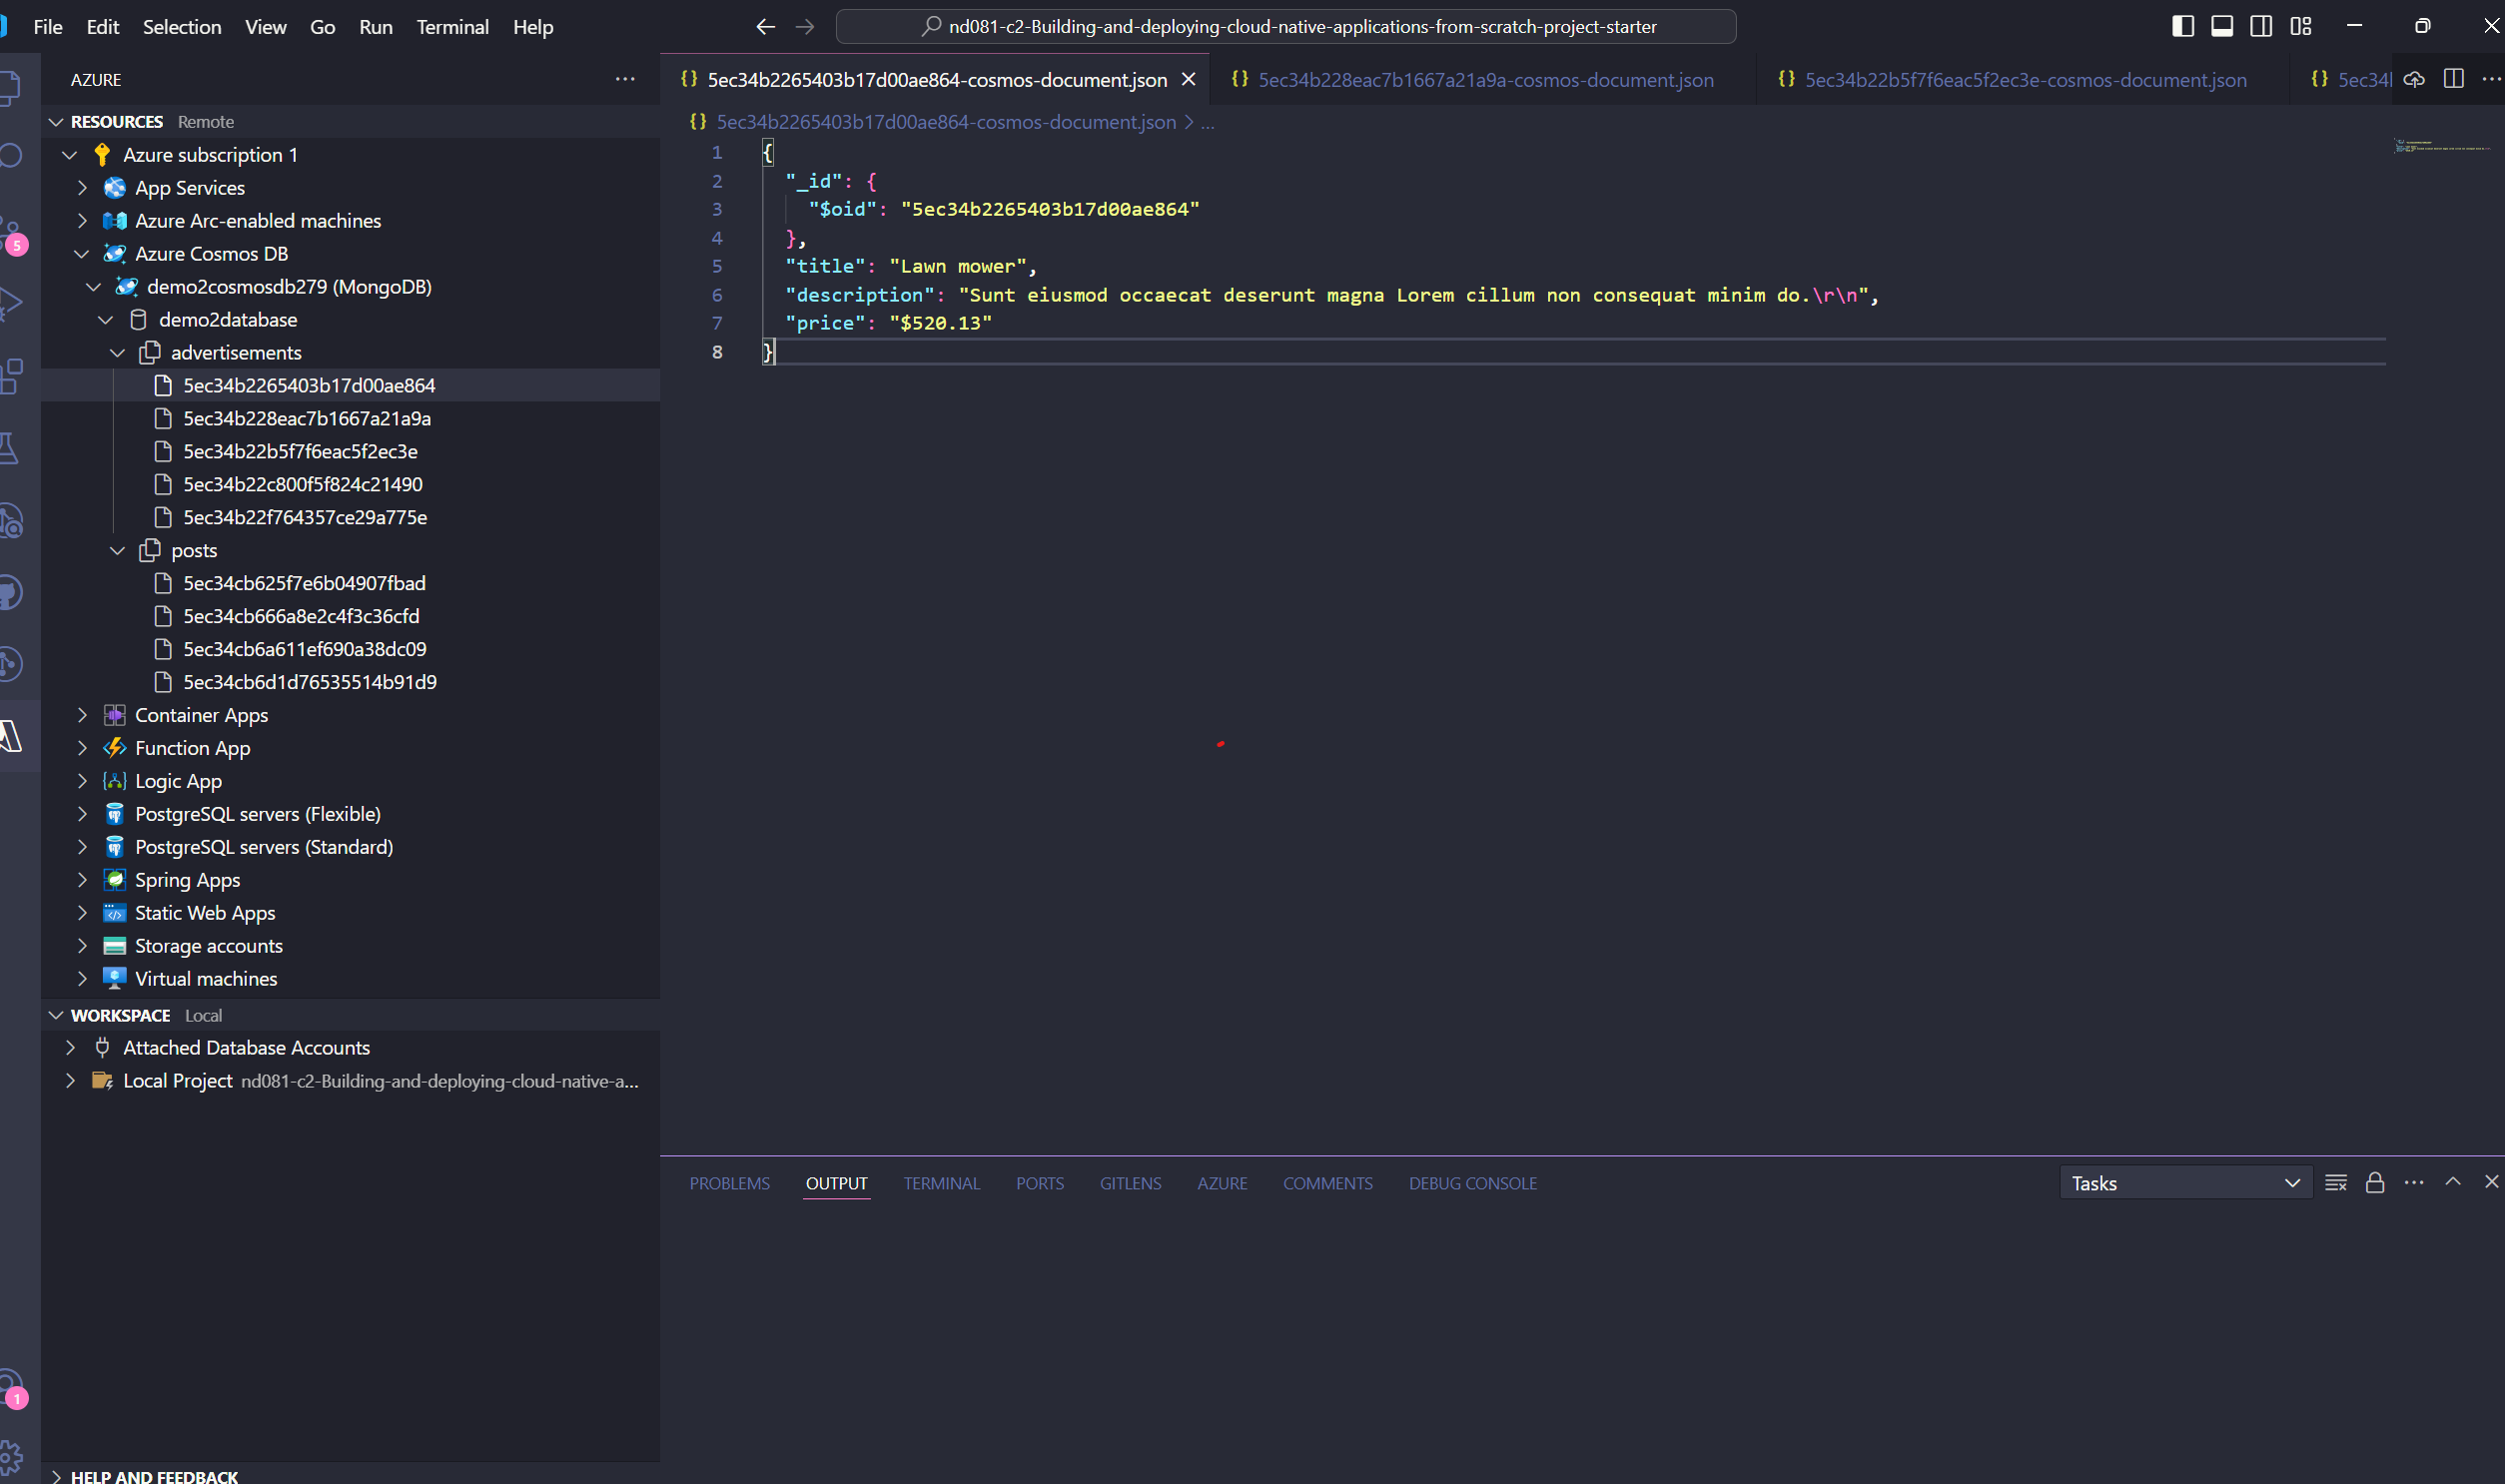 File Edit Selection View Go Run Terminal Help
nd081-c2-Building-and-deploying-cloud-native-applications-from-scratch-project-starter
AZURE
RESOURCES Remote
Azure subscription 1
App Services
Azure Arc-enabled machines
Azure Cosmos DB
demo2cosmosdb279 (MongoDB)
demo2database
advertisements
5ec34b2265403b17d00ae864
5ec34b228eac7b1667a21a9a
5ec34b22b5f7f6eac5f2ec3e
5ec34b22c800f5f824c21490
5ec34b22f764357ce29a775e
posts
5ec34cb625f7e6b04907fbad
5ec34cb666a8e2c4f3c36cfd
5ec34cb6a611ef690a38dc09
5ec34cb6d1d76535514b91d9
Container Apps
Function App
Logic App
PostgreSQL servers (Flexible)
PostgreSQL servers (Standard)
Spring Apps
Static Web Apps
Storage accounts
Virtual machines
WORKSPACE Local
Attached Database Accounts
Local Project nd081-c2-Building-and-deploying-cloud-native-a...
HELP AND FEEDBACK
5
1
{} 5ec34b2265403b17d00ae864-cosmos-document.json {} 5ec34b228eac7b1667a21a9a-cosmos-document.json {} 5ec34b22b5f7f6eac5f2ec3e-cosmos-document.json {} 5ec34
{} 5ec34b2265403b17d00ae864-cosmos-document.json > ...
1 {
2 "_id": {
3 "$oid": "5ec34b2265403b17d00ae864"
4 },
5 "title": "Lawn mower",
6 "description": "Sunt eiusmod occaecat deserunt magna Lorem cillum non consequat minim do.\r\n",
7 "price": "$520.13"
8 }
PROBLEMS OUTPUT TERMINAL PORTS GITLENS AZURE COMMENTS DEBUG CONSOLE
Tasks